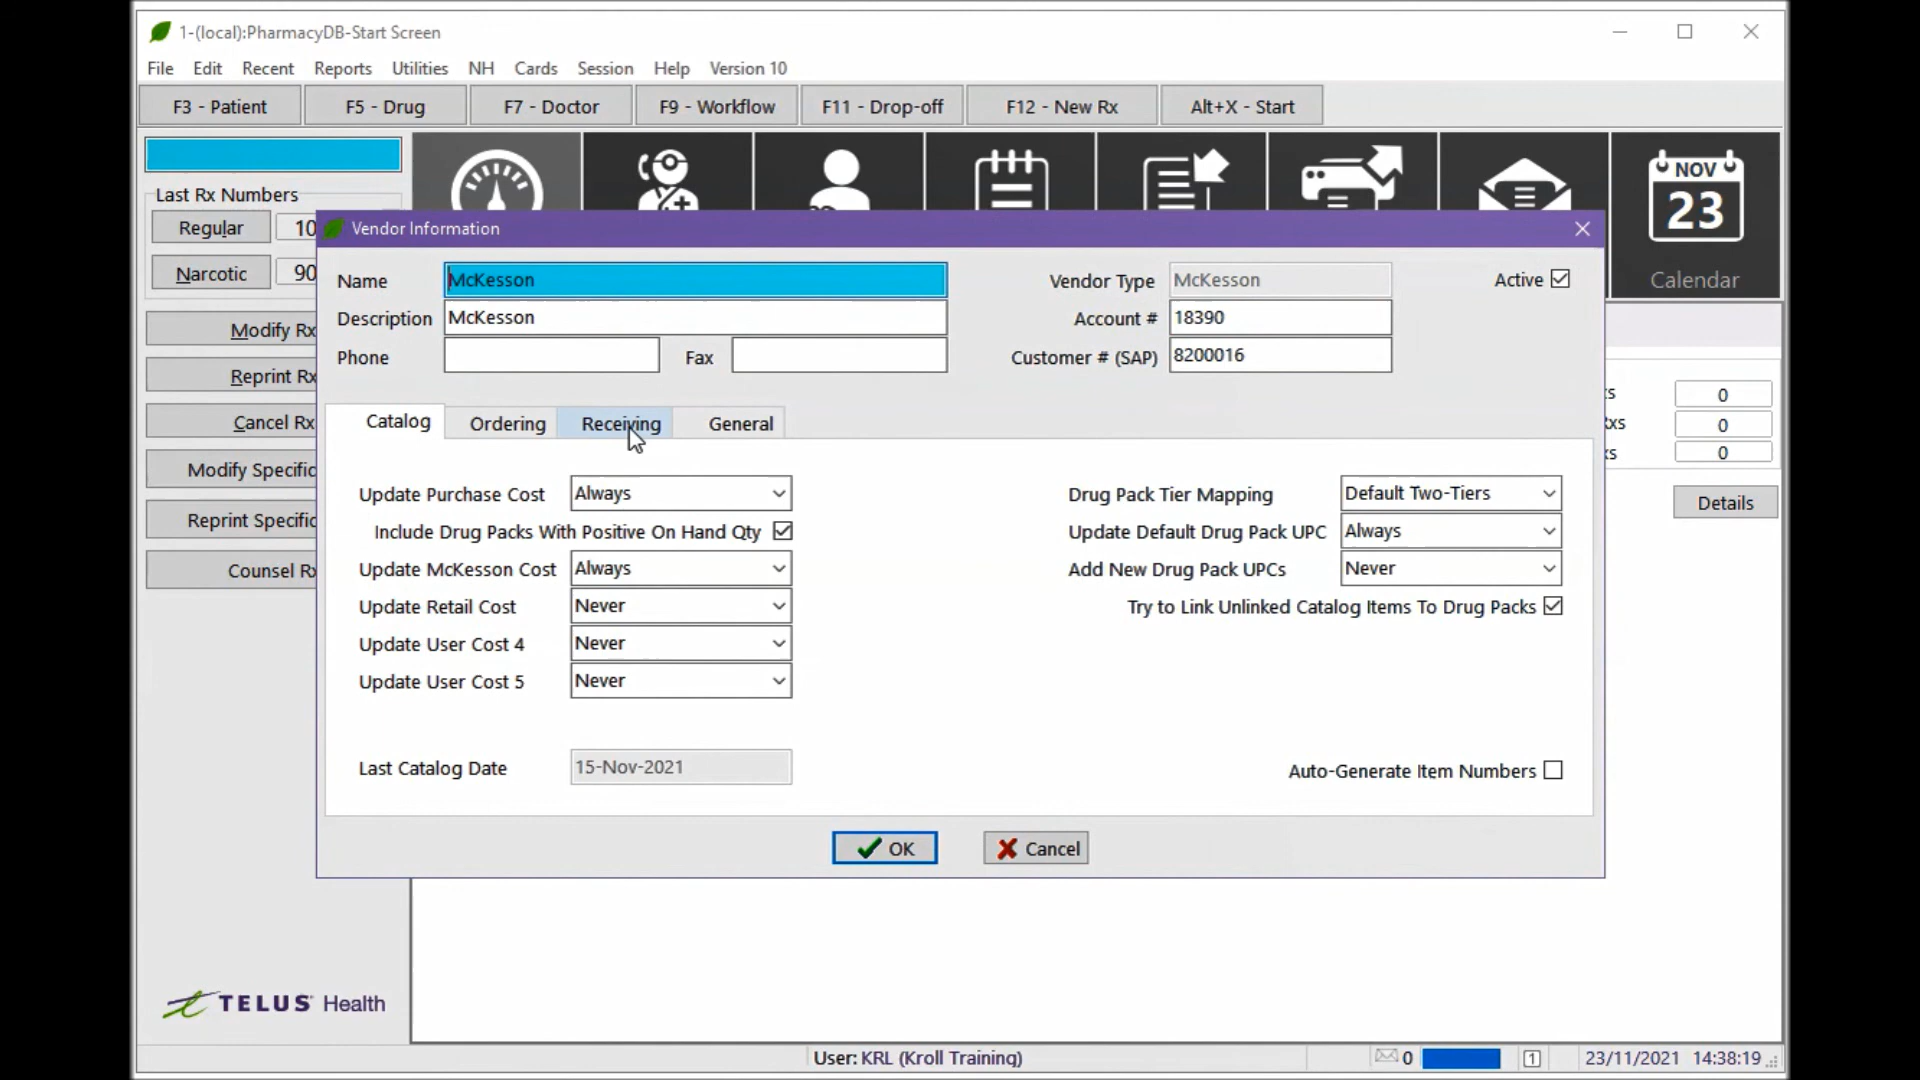 1-(local):PharmacyDB-Start Screen
File Edit Recent Reports Utilities NH Cards Session Help Version 10
F3 - Patient F5 - Drug F7 - Doctor F9 - Workflow F11 - Drop-off F12 - New Rx Alt+X - Start
NOV
23
Calendar
Last Rx Numbers
Regular 10
Narcotic 90
Modify Rx
Reprint Rx
Cancel Rx
Modify Specific
Reprint Specific
Counsel Rx
Vendor Information
Name McKesson Vendor Type McKesson Active
Description McKesson Account # 18390
Phone Fax Customer # (SAP) 8200016
Catalog Ordering Receiving General
Update Purchase Cost Always Drug Pack Tier Mapping Default Two-Tiers
Include Drug Packs With Positive On Hand Qty Update Default Drug Pack UPC Always
Update McKesson Cost Always Add New Drug Pack UPCs Never
Update Retail Cost Never Try to Link Unlinked Catalog Items To Drug Packs
Update User Cost 4 Never
Update User Cost 5 Never
Last Catalog Date 15-Nov-2021 Auto-Generate Item Numbers
OK Cancel
0
0
0
Details
TELUS Health
User: KRL (Kroll Training) 0 1 23/11/2021 14:38:19